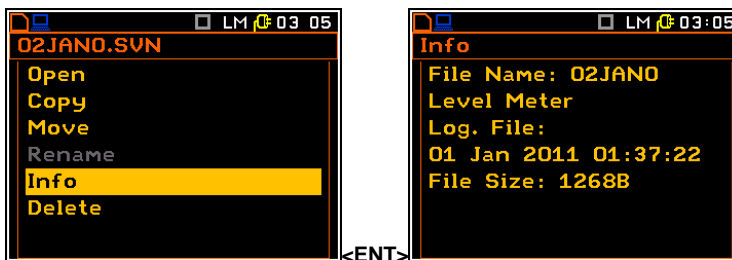 LM 03 05
02JAN0.SVN
Open
Copy
Move
Rename
Info
Delete
<ENT>
LM 03:05
Info
File Name: 02JAN0
Level Meter
Log. File:
01 Jan 2011 01:37:22
File Size: 1268B